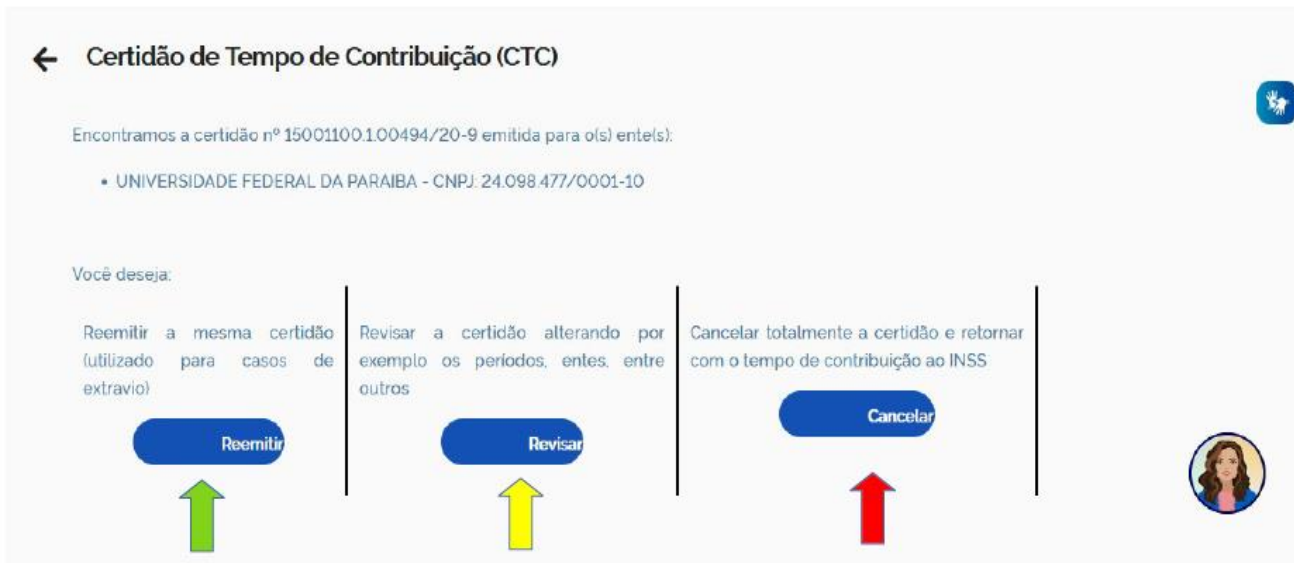 Certidão de Tempo de Contribuição (CTC)
Encontramos a certidão nº 15001100.1.00494/20-9 emitida para o(s) ente(s):
• UNIVERSIDADE FEDERAL DA PARAIBA - CNPJ: 24.098.477/0001-10
Você deseja:
Reemitir a mesma certidão
(utilizado para casos de
extravio)
Reemitir
Revisar a certidão alterando por
exemplo os períodos, entes, entre
outros
Revisar
Cancelar totalmente a certidão e retornar
com o tempo de contribuição ao INSS
Cancelar